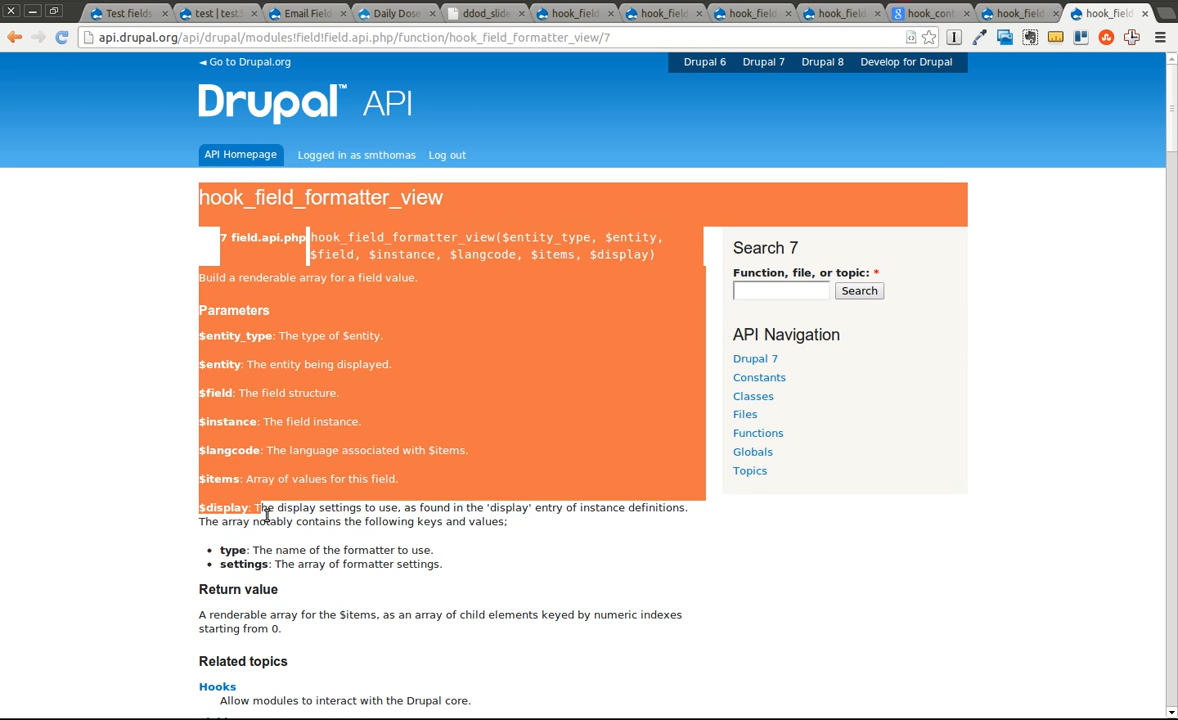 Test fields
test | test3
Email Field
Daily Dose
ddod_slide
hook_field
hook_field
hook_field
hook_field
hook_cont
hook_field
hook_field
api.drupal.org/api/drupal/modules!field!field.api.php/function/hook_field_formatter_view/7
◄ Go to Drupal.org
Drupal 6
Drupal 7
Drupal 8
Develop for Drupal
Drupal™ API
API Homepage
Logged in as smthomas
Log out
hook_field_formatter_view
7 field.api.php
hook_field_formatter_view($entity_type, $entity,
$field, $instance, $langcode, $items, $display)
Build a renderable array for a field value.
Parameters
$entity_type: The type of $entity.
$entity: The entity being displayed.
$field: The field structure.
$instance: The field instance.
$langcode: The language associated with $items.
$items: Array of values for this field.
$display: The display settings to use, as found in the 'display' entry of instance definitions.
The array notably contains the following keys and values;
• type: The name of the formatter to use.
• settings: The array of formatter settings.
Return value
A renderable array for the $items, as an array of child elements keyed by numeric indexes
starting from 0.
Related topics
Hooks
Allow modules to interact with the Drupal core.
Search 7
Function, file, or topic: *
Search
API Navigation
Drupal 7
Constants
Classes
Files
Functions
Globals
Topics